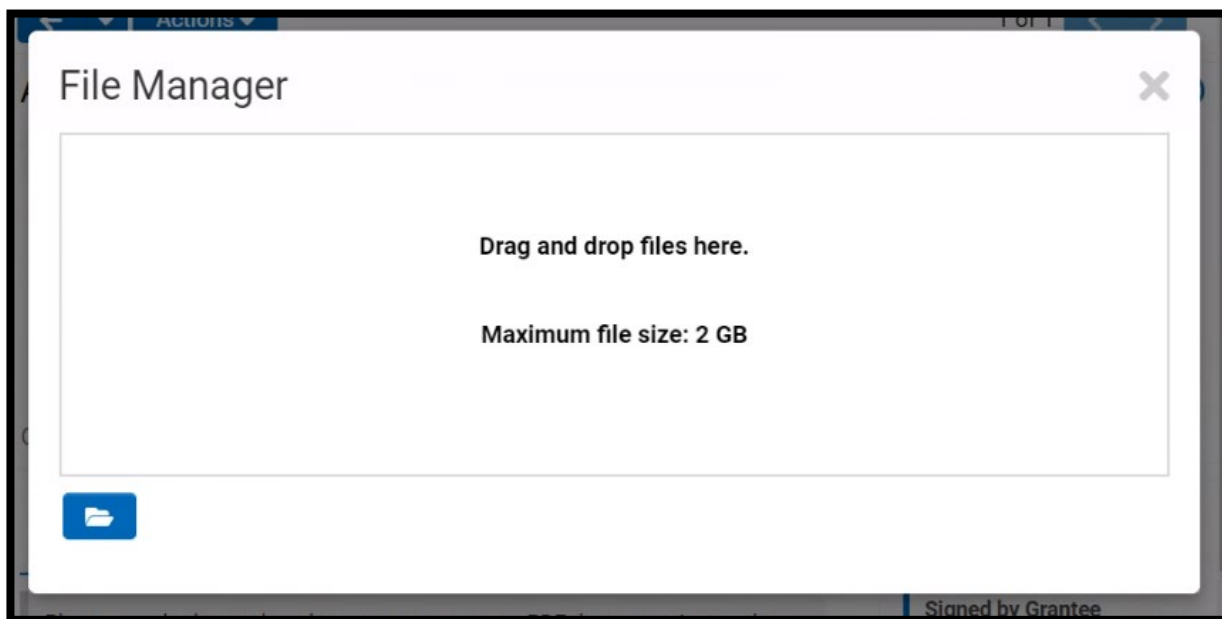 Actions
1 of 1
File Manager
Drag and drop files here.
Maximum file size: 2 GB
Signed by Grantee